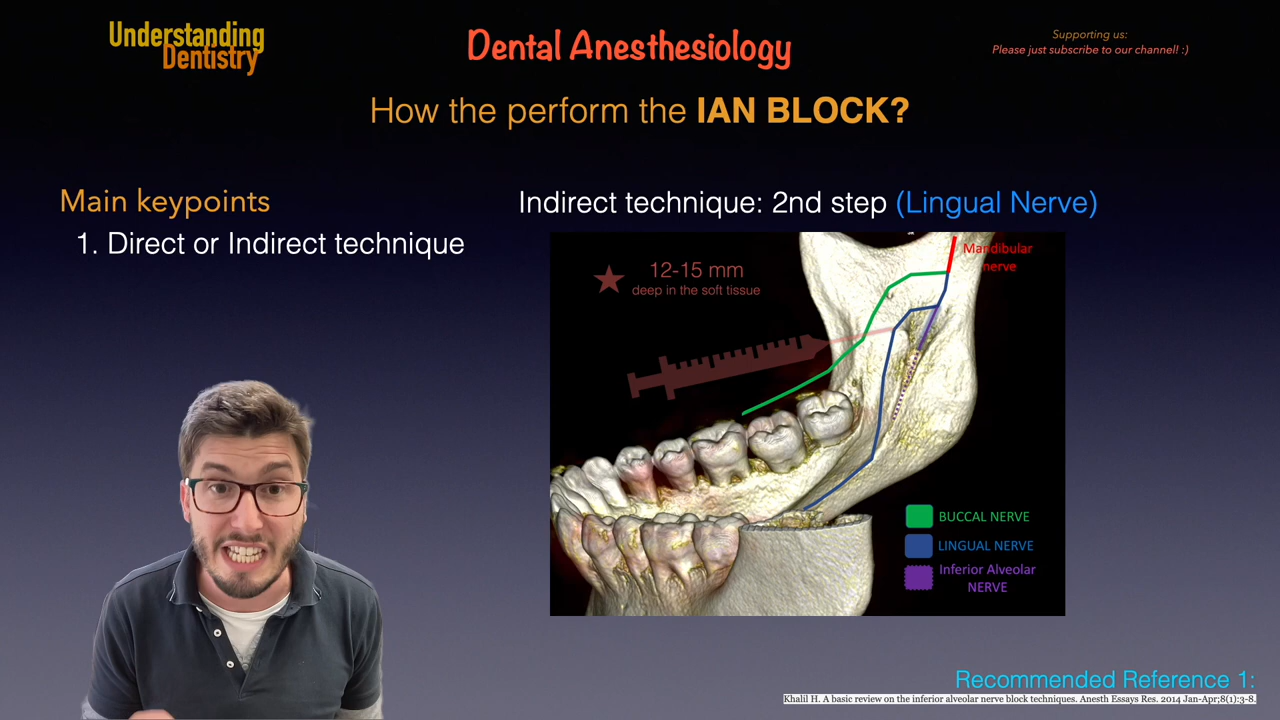 Understanding
Dentistry
Dental Anesthesiology
Supporting us:
Please just subscribe to our channel! :)
How the perform the IAN BLOCK?
Main keypoints
1. Direct or Indirect technique
Indirect technique: 2nd step (Lingual Nerve)
12-15 mm
deep in the soft tissue
Mandibular
nerve
BUCCAL NERVE
LINGUAL NERVE
Inferior Alveolar
NERVE
Recommended Reference 1:
Khalil H. A basic review on the inferior alveolar nerve block techniques. Anesth Essays Res. 2014 Jan-Apr;8(1):3-8.